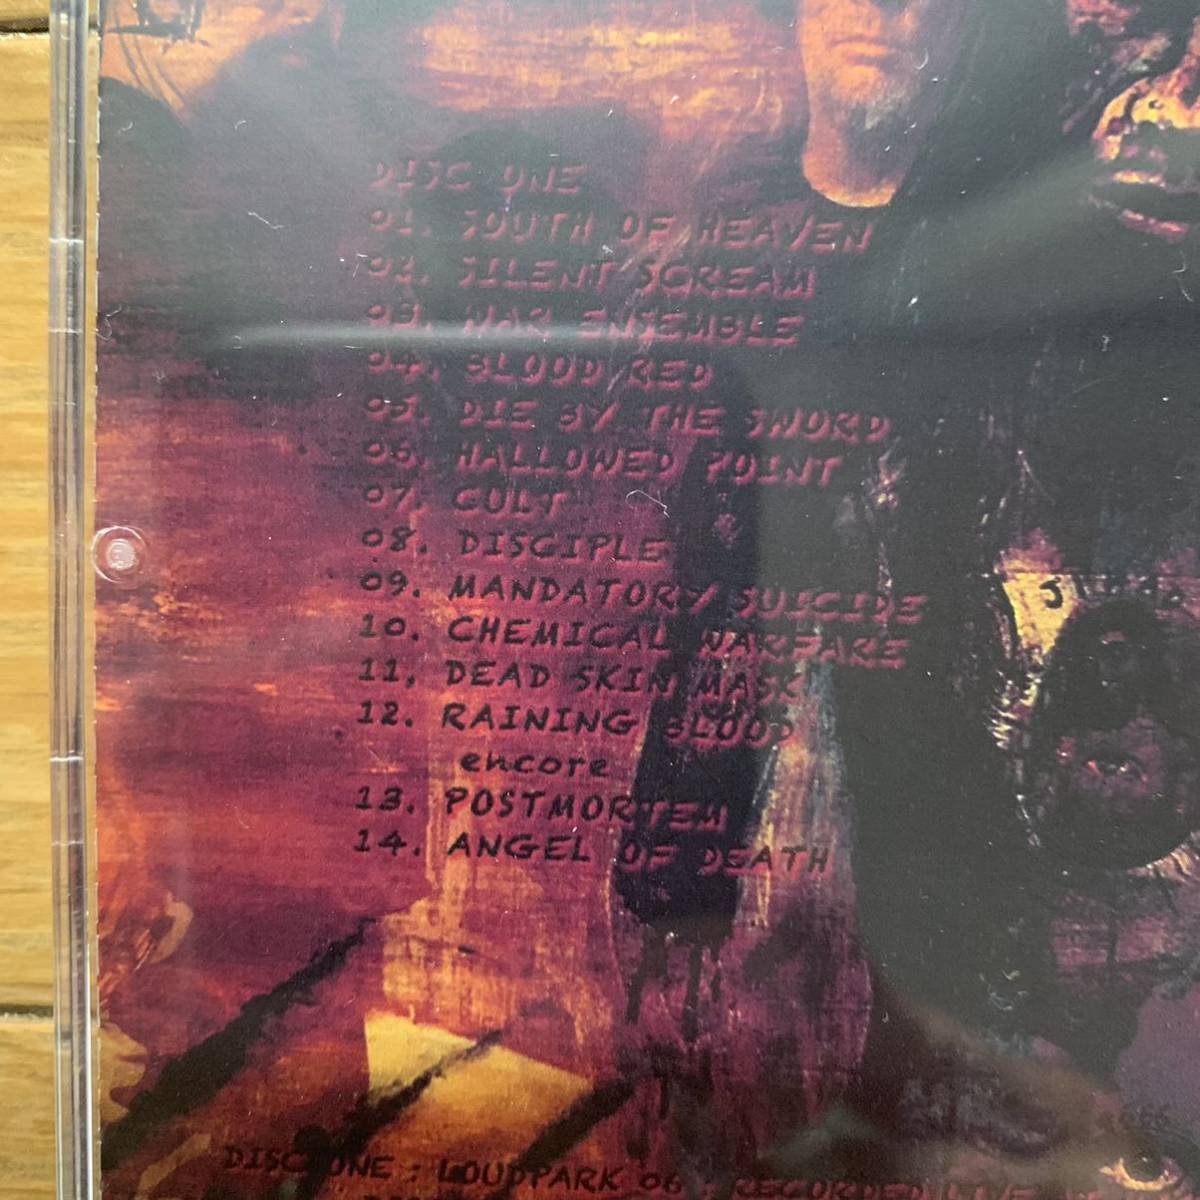 DISC ONE
01. SOUTH OF HEAVEN
02. SILENT SCREAM
03. WAR ENSEMBLE
04. BLOOD RED
05. DIE BY THE SWORD
06. HALLOWED POINT
07. CULT
08. DISCIPLE
09. MANDATORY SUICIDE
10. CHEMICAL WARFARE
11. DEAD SKIN MASK
12. RAINING BLOOD
encore
13. POSTMORTEM
14. ANGEL OF DEATH
666
DISC ONE : LOUDPARK 06 : RECORDED LIVE